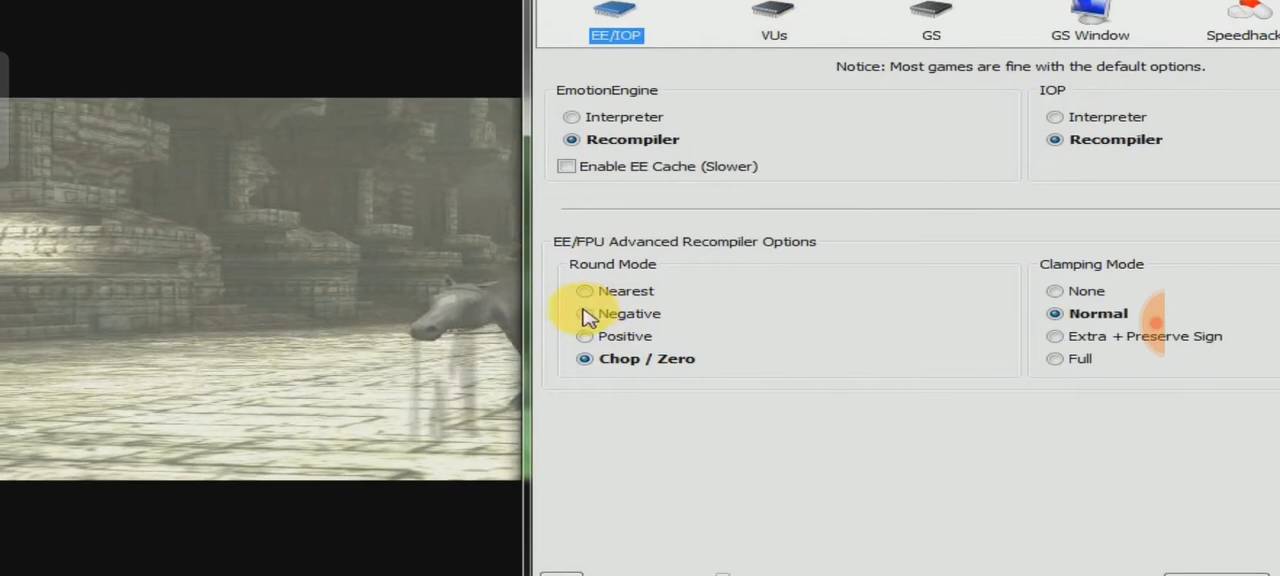 EE/IOP VUs GS GS Window Speedhack
Notice: Most games are fine with the default options.
EmotionEngine
Interpreter
Recompiler
Enable EE Cache (Slower)
IOP
Interpreter
Recompiler
EE/FPU Advanced Recompiler Options
Round Mode
Nearest
Negative
Positive
Chop / Zero
Clamping Mode
None
Normal
Extra + Preserve Sign
Full